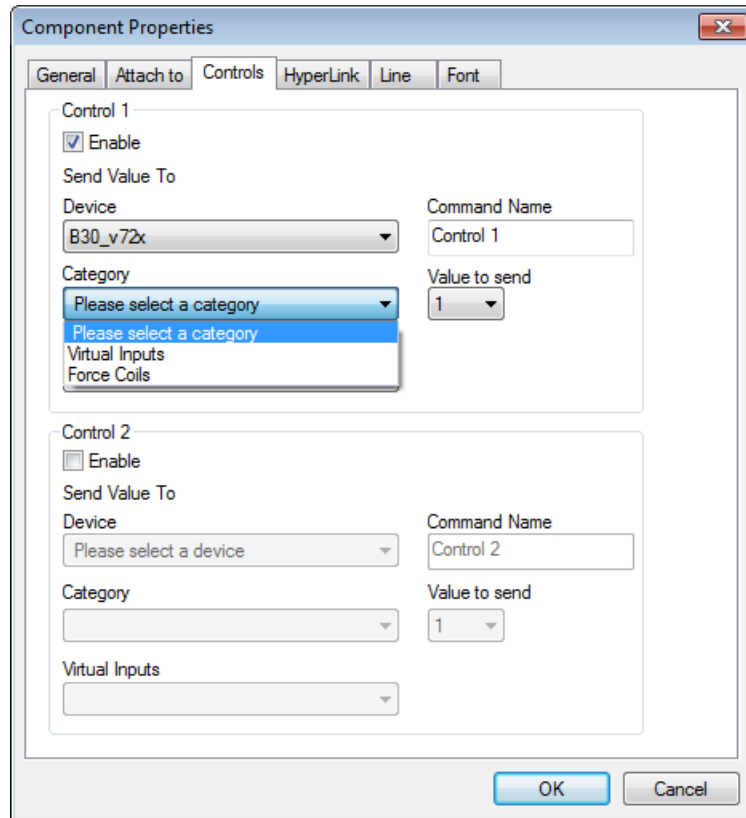 Component Properties
General Attach to Controls HyperLink Line Font
Control 1
Enable
Send Value To
Device Command Name
B30_v72x Control 1
Category Value to send
Please select a category 1
Please select a category
Virtual Inputs
Force Coils
Control 2
Enable
Send Value To
Device Command Name
Please select a device Control 2
Category Value to send
1
Virtual Inputs
OK Cancel